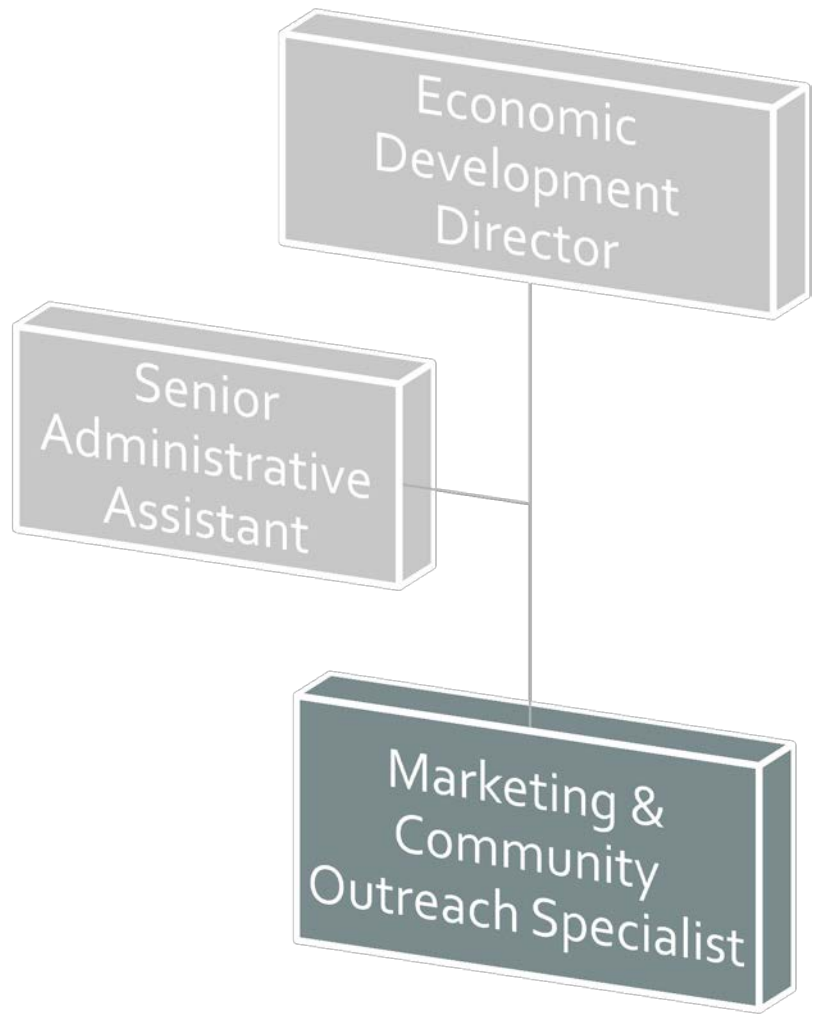 Economic
Development
Director
Senior
Administrative
Assistant
Marketing &
Community
Outreach Specialist